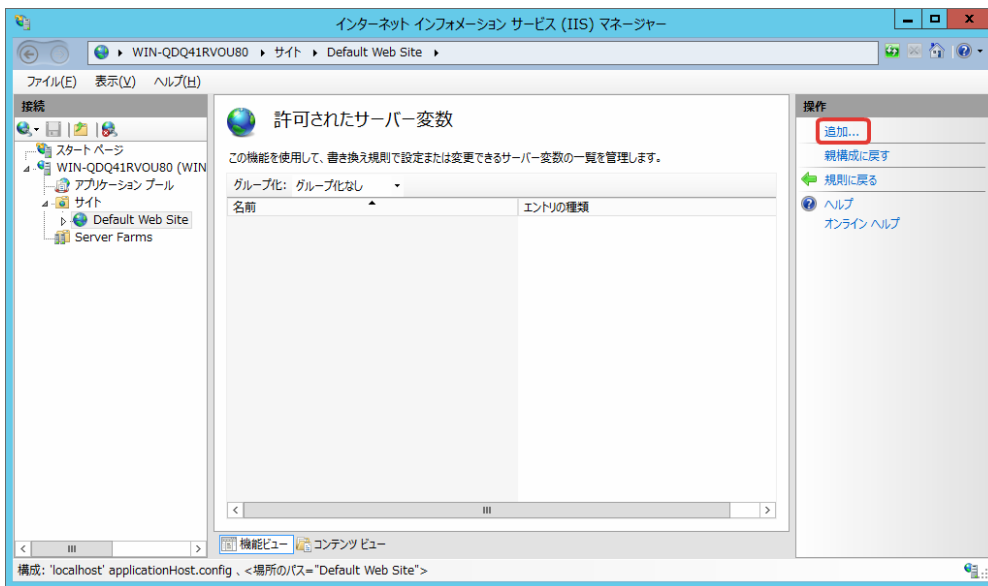 インターネット インフォメーション サービス (IIS) マネージャー
WIN-QDQ41RVOU80 サイト Default Web Site
ファイル(F) 表示(V) ヘルプ(H)
接続
スタート ページ
WIN-QDQ41RVOU80 (WIN
アプリケーション プール
サイト
Default Web Site
Server Farms
許可されたサーバー変数
この機能を使用して、書き換え規則で設定または変更できるサーバー変数の一覧を管理します。
グループ化: グループ化なし
名前 エントリの種類
機能ビュー コンテンツ ビュー
操作
追加...
親構成に戻す
規則に戻る
ヘルプ
オンライン ヘルプ
構成: 'localhost' applicationHost.config 、<場所のパス="Default Web Site">